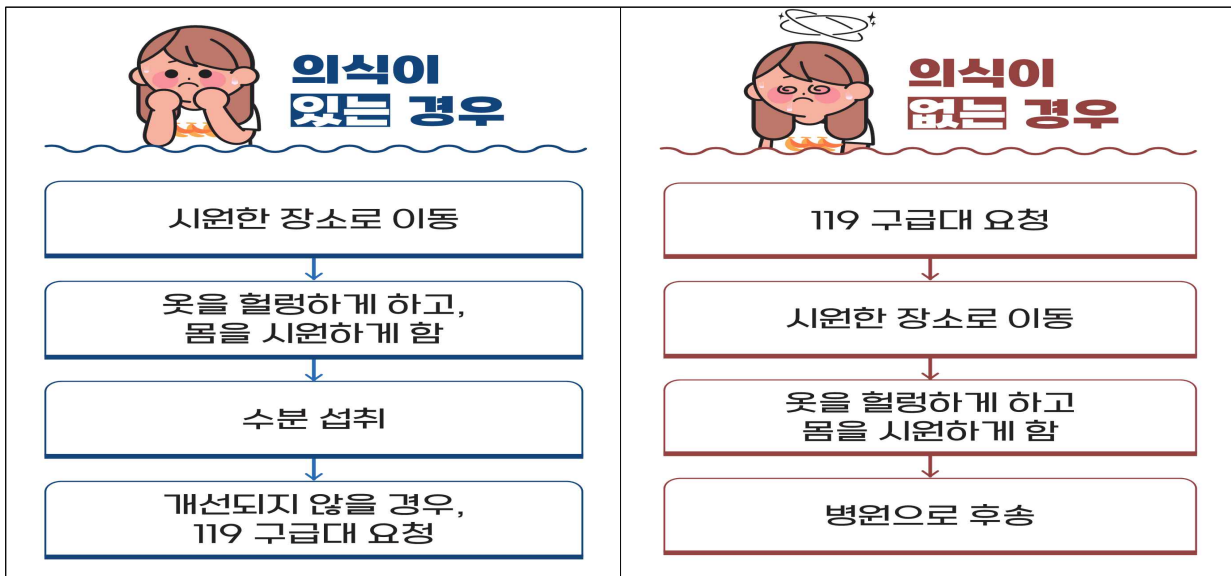 의식이
있는 경우
시원한 장소로 이동
옷을 헐렁하게 하고,
몸을 시원하게 함
수분 섭취
개선되지 않을 경우,
119 구급대 요청
의식이
없는 경우
119 구급대 요청
시원한 장소로 이동
옷을 헐렁하게 하고
몸을 시원하게 함
병원으로 후송